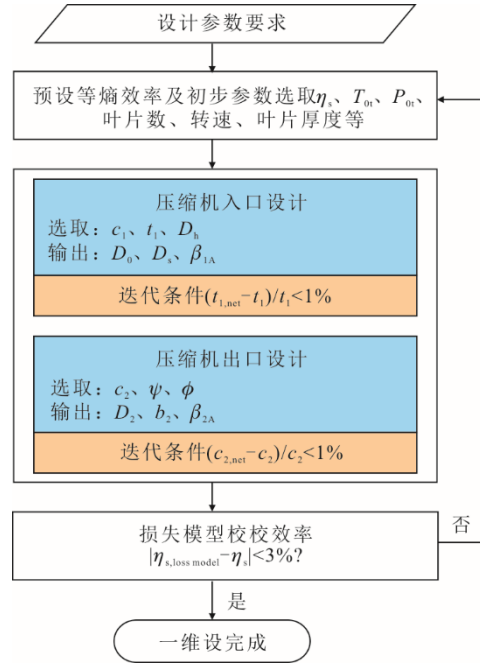 设计参数要求
预设等熵效率及初步参数选取ηs、T0t、P0t、
叶片数、转速、叶片厚度等
压缩机入口设计
选取：c1、t1、Dh
输出：D0、Ds、β1A
迭代条件(t1,net−t1)/t1<1%
压缩机出口设计
选取：c2、ψ、ϕ
输出：D2、b2、β2A
迭代条件(c2,net−c2)/c2<1%
损失模型校校效率
|ηs,loss model−ηs|<3%?
否
是
一维设完成